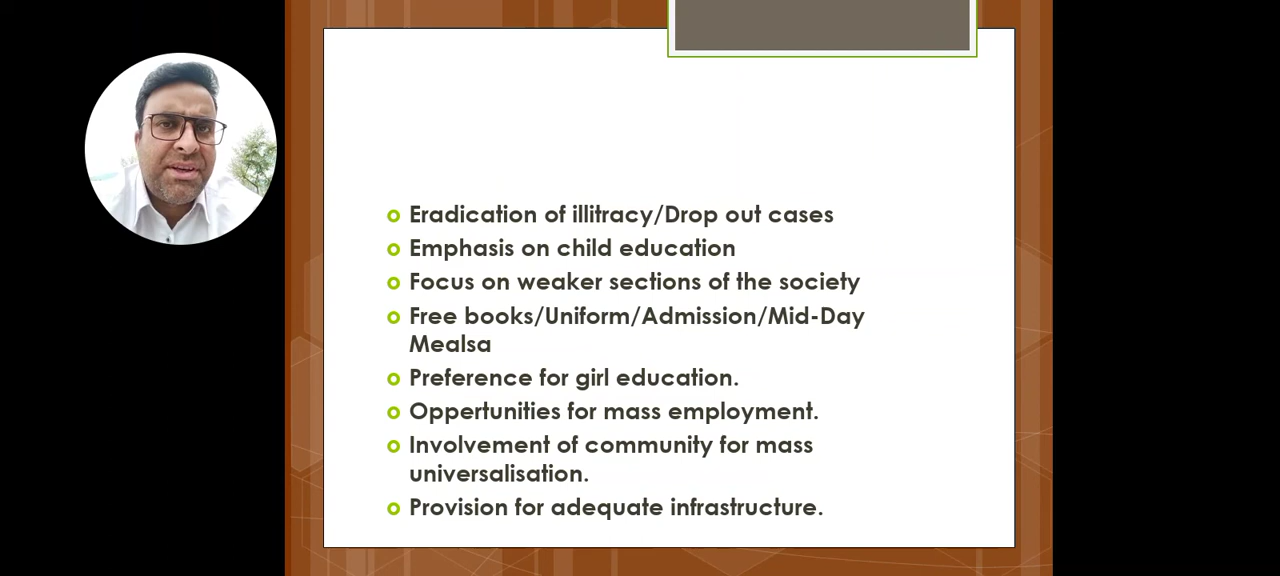 Eradication of illitracy/Drop out cases
Emphasis on child education
Focus on weaker sections of the society
Free books/Uniform/Admission/Mid-Day
Mealsa
Preference for girl education.
Oppertunities for mass employment.
Involvement of community for mass
universalisation.
Provision for adequate infrastructure.